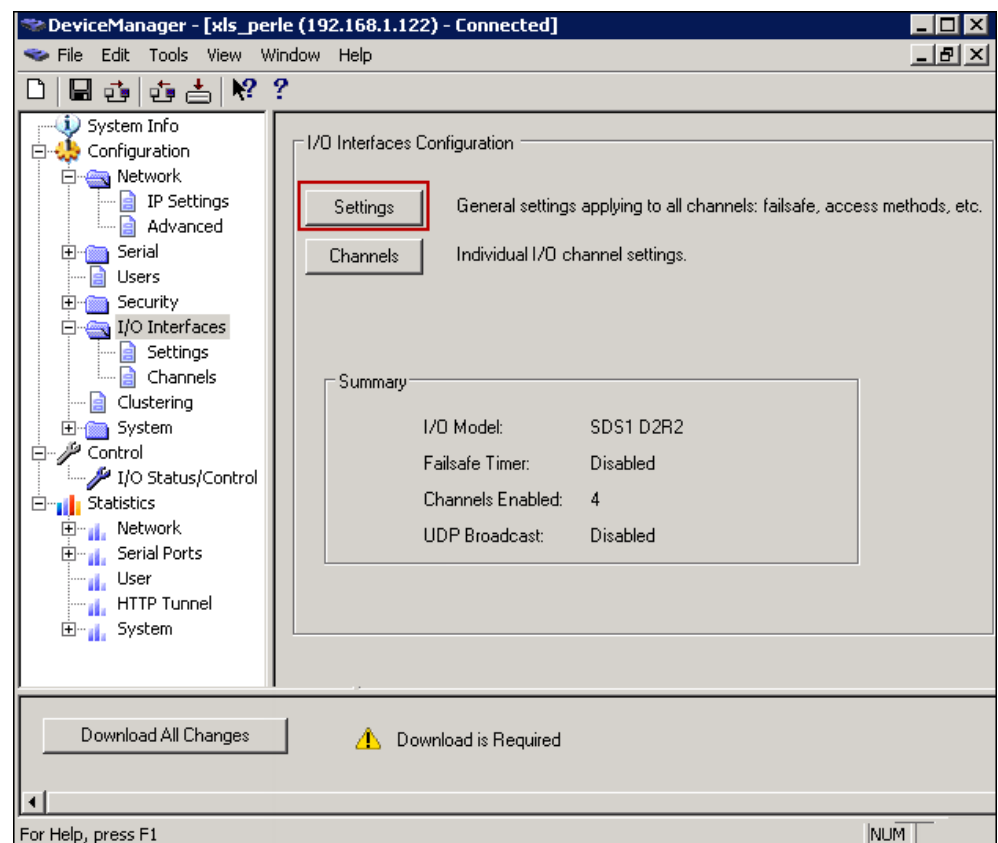 DeviceManager - [xls_perle (192.168.1.122) - Connected]
File Edit Tools View Window Help
System Info
Configuration
Network
IP Settings
Advanced
Serial
Users
Security
I/O Interfaces
Settings
Channels
Clustering
System
Control
I/O Status/Control
Statistics
Network
Serial Ports
User
HTTP Tunnel
System
I/O Interfaces Configuration
Settings General settings applying to all channels: failsafe, access methods, etc.
Channels Individual I/O channel settings.
Summary
I/O Model: SDS1 D2R2
Failsafe Timer: Disabled
Channels Enabled: 4
UDP Broadcast: Disabled
Download All Changes Download is Required
For Help, press F1 NUM